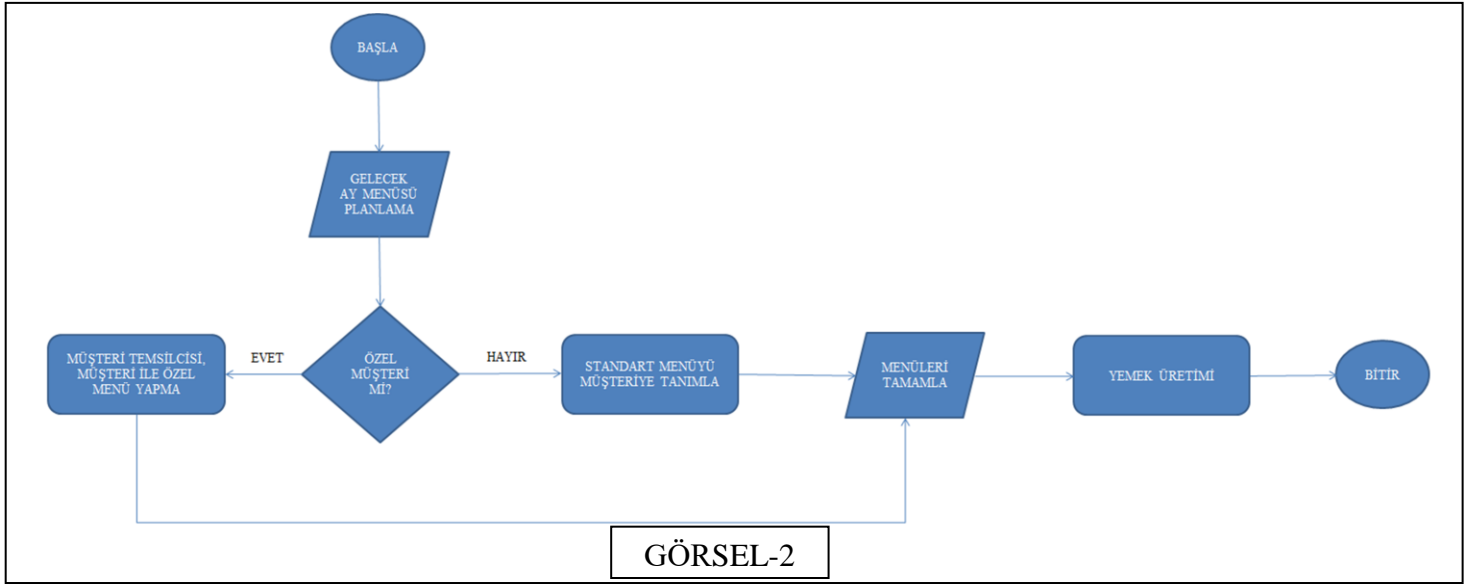 BAŞLA
GELECEK
AY MENÜSÜ
PLANLAMA
MÜŞTERİ TEMSİLCİSİ,
MÜŞTERİ İLE ÖZEL
MENÜ YAPMA
EVET
ÖZEL
MÜŞTERİ
Mİ?
HAYIR
STANDART MENÜYÜ
MÜŞTERİYE TANIMLA
MENÜLERİ
TAMAMLA
YEMEK ÜRETİMİ
BİTİR
GÖRSEL-2